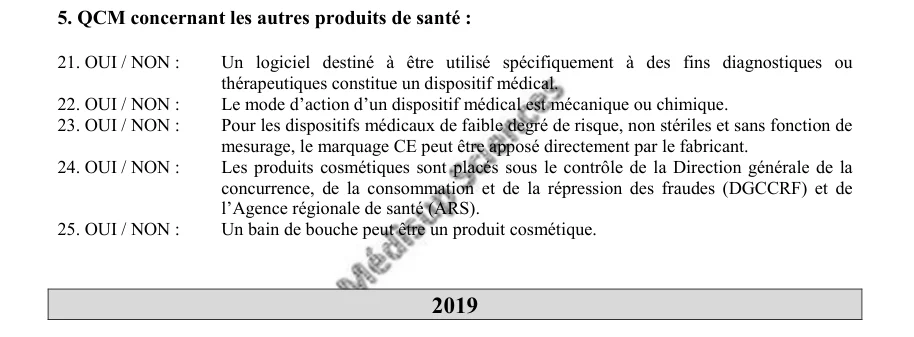 5. QCM concernant les autres produits de santé :
21. OUI / NON : Un logiciel destiné à être utilisé spécifiquement à des fins diagnostiques ou
thérapeutiques constitue un dispositif médical.
22. OUI / NON : Le mode d’action d’un dispositif médical est mécanique ou chimique.
23. OUI / NON : Pour les dispositifs médicaux de faible degré de risque, non stériles et sans fonction de
mesurage, le marquage CE peut être apposé directement par le fabricant.
24. OUI / NON : Les produits cosmétiques sont placés sous le contrôle de la Direction générale de la
concurrence, de la consommation et de la répression des fraudes (DGCCRF) et de
l’Agence régionale de santé (ARS).
25. OUI / NON : Un bain de bouche peut être un produit cosmétique.
Médisup Sciences
2019